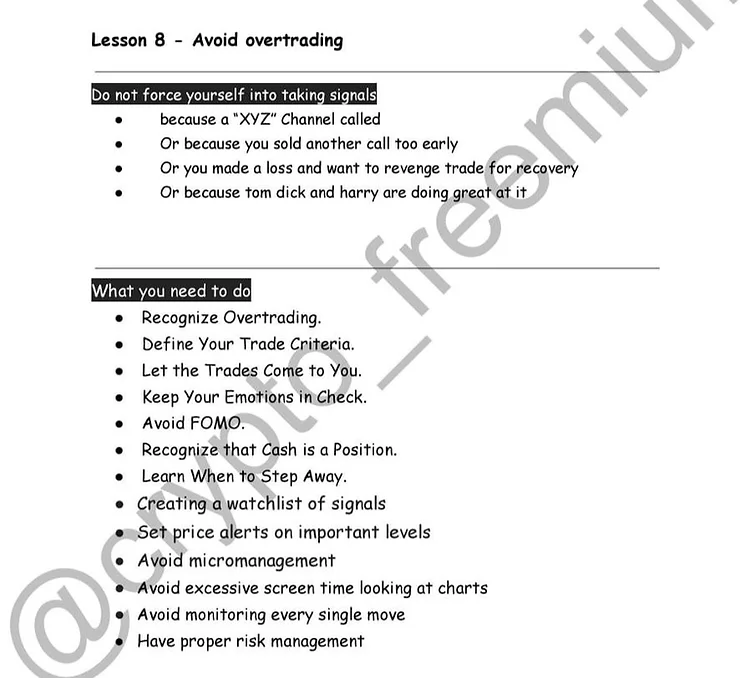 Lesson 8 - Avoid overtrading
Do not force yourself into taking signals
● because a “XYZ” Channel called
● Or because you sold another call too early
● Or you made a loss and want to revenge trade for recovery
● Or because tom dick and harry are doing great at it
What you need to do
● Recognize Overtrading.
● Define Your Trade Criteria.
● Let the Trades Come to You.
● Keep Your Emotions in Check.
● Avoid FOMO.
● Recognize that Cash is a Position.
● Learn When to Step Away.
● Creating a watchlist of signals
● Set price alerts on important levels
● Avoid micromanagement
● Avoid excessive screen time looking at charts
● Avoid monitoring every single move
● Have proper risk management
@crypto_freemium